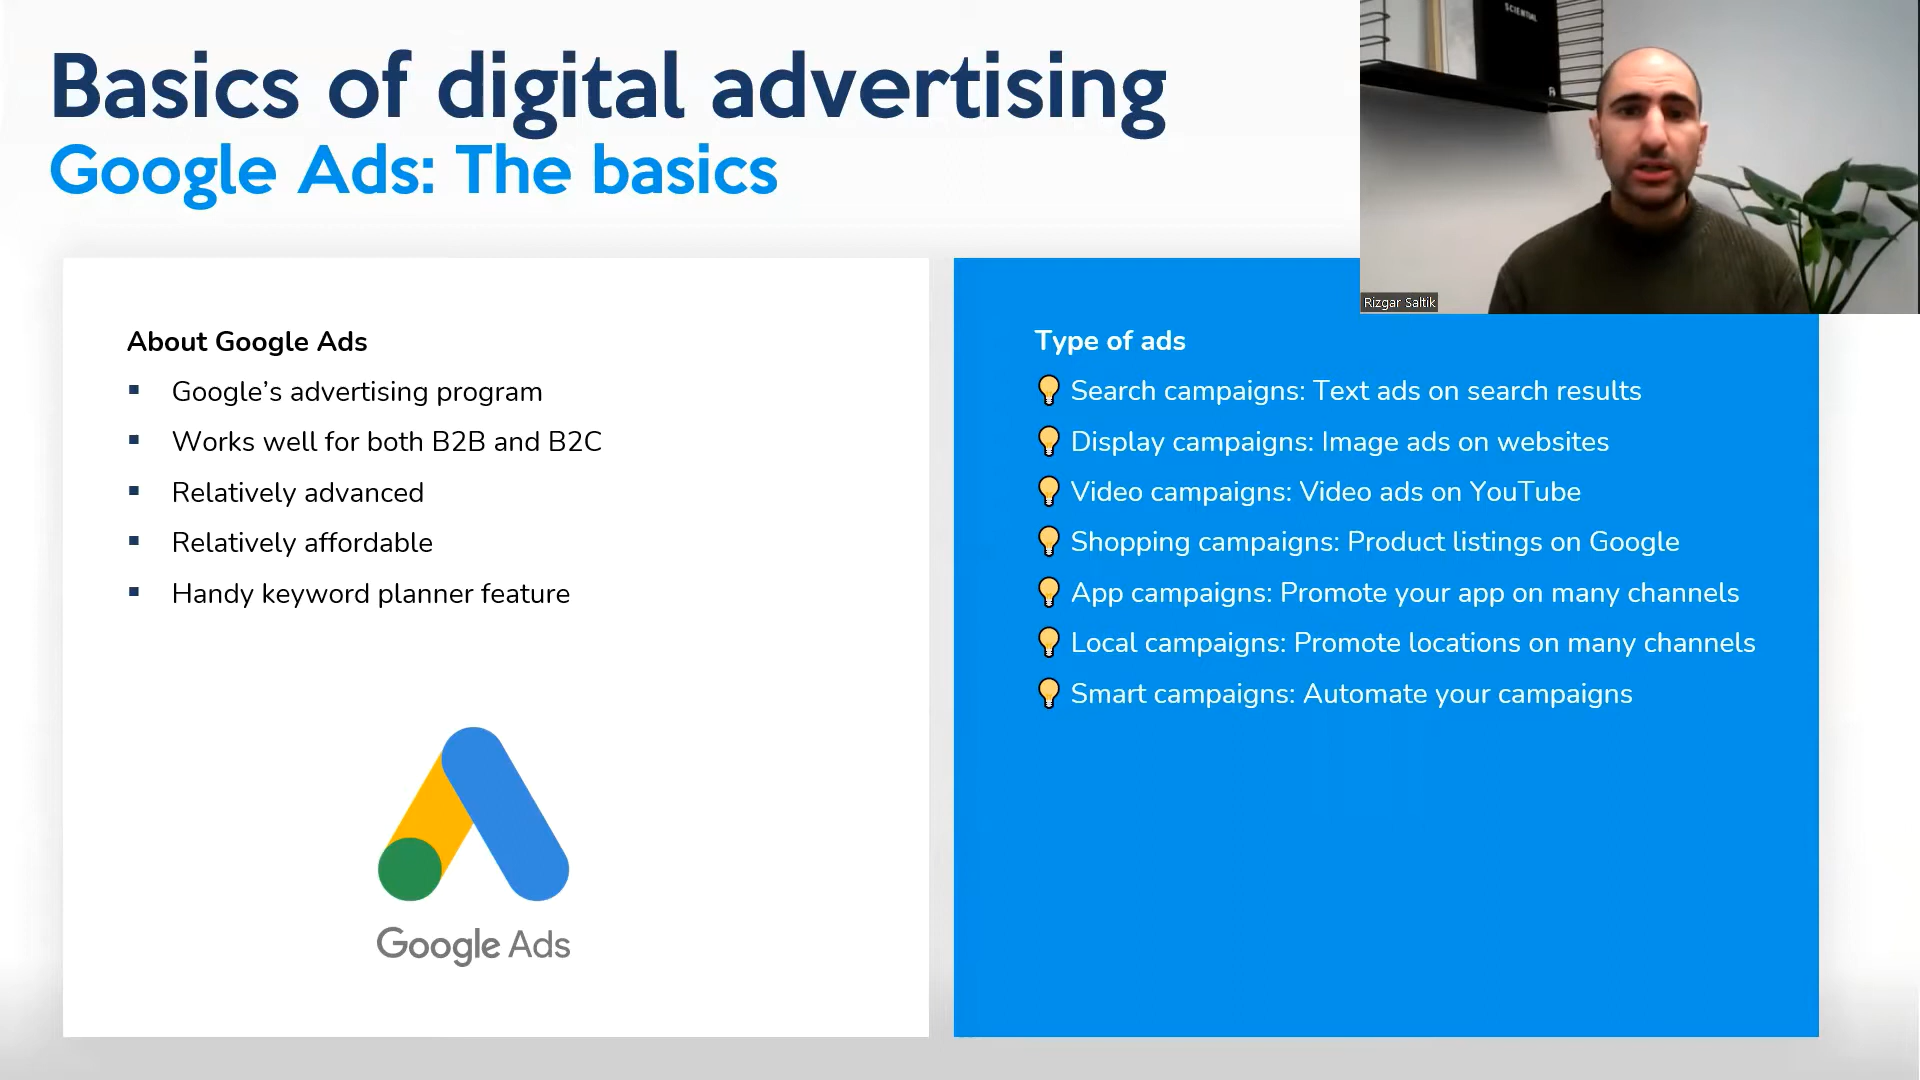 Basics of digital advertising
Google Ads: The basics
SCIENTIAL
Rizgar Saltik
About Google Ads
Google’s advertising program
Works well for both B2B and B2C
Relatively advanced
Relatively affordable
Handy keyword planner feature
Google Ads
Type of ads
Search campaigns: Text ads on search results
Display campaigns: Image ads on websites
Video campaigns: Video ads on YouTube
Shopping campaigns: Product listings on Google
App campaigns: Promote your app on many channels
Local campaigns: Promote locations on many channels
Smart campaigns: Automate your campaigns